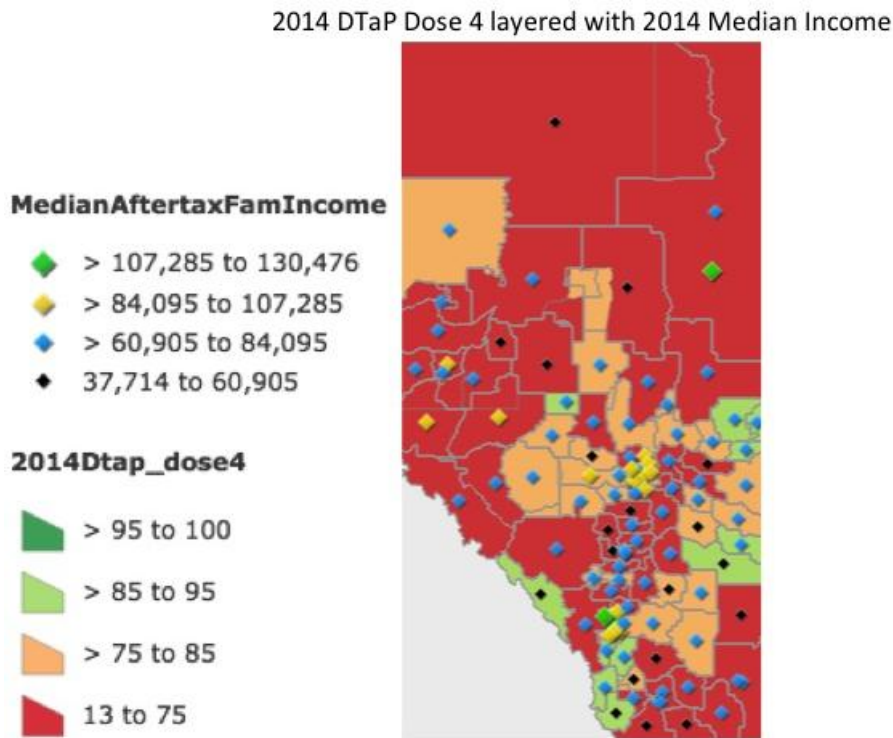 2014 DTaP Dose 4 layered with 2014 Median Income
MedianAftertaxFamIncome
> 107,285 to 130,476
> 84,095 to 107,285
> 60,905 to 84,095
37,714 to 60,905
2014Dtap_dose4
> 95 to 100
> 85 to 95
> 75 to 85
13 to 75